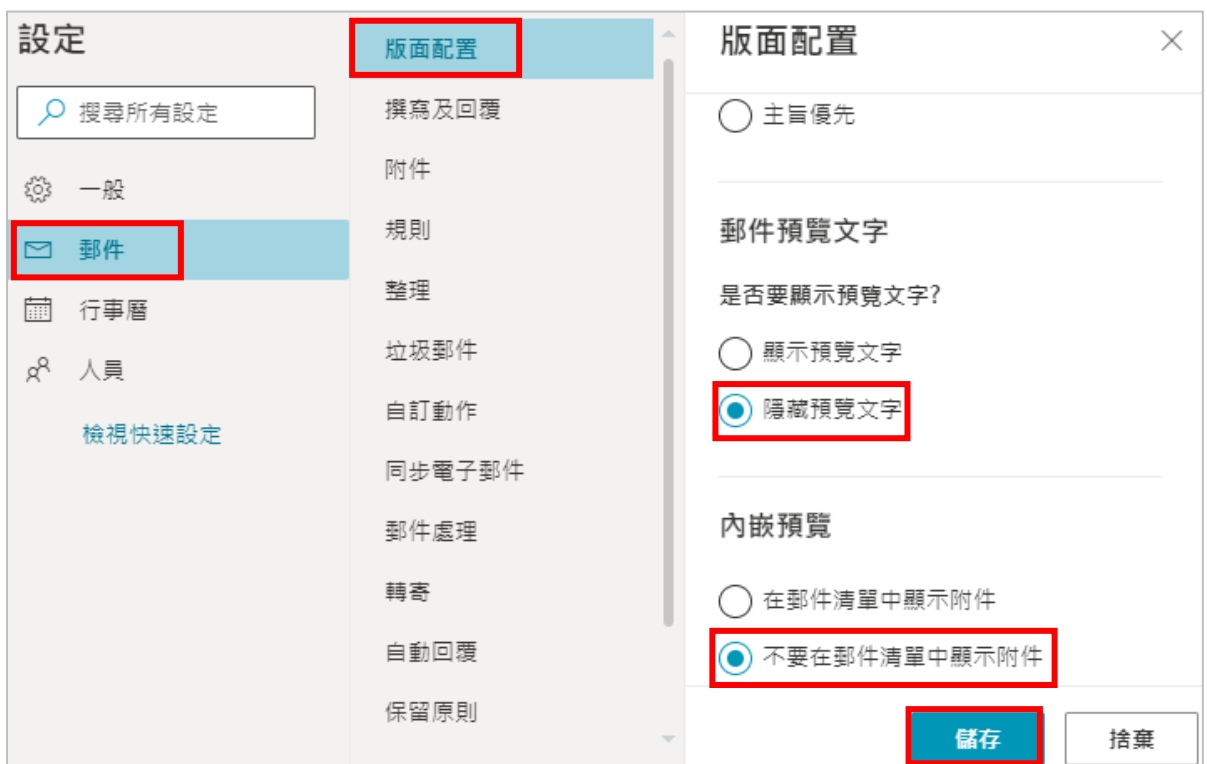 設定
搜尋所有設定
一般
郵件
行事曆
人員
檢視快速設定
版面配置
撰寫及回覆
附件
規則
整理
垃圾郵件
自訂動作
同步電子郵件
郵件處理
轉寄
自動回覆
保留原則
版面配置
主旨優先
郵件預覽文字
是否要顯示預覽文字?
顯示預覽文字
隱藏預覽文字
內嵌預覽
在郵件清單中顯示附件
不要在郵件清單中顯示附件
儲存
捨棄